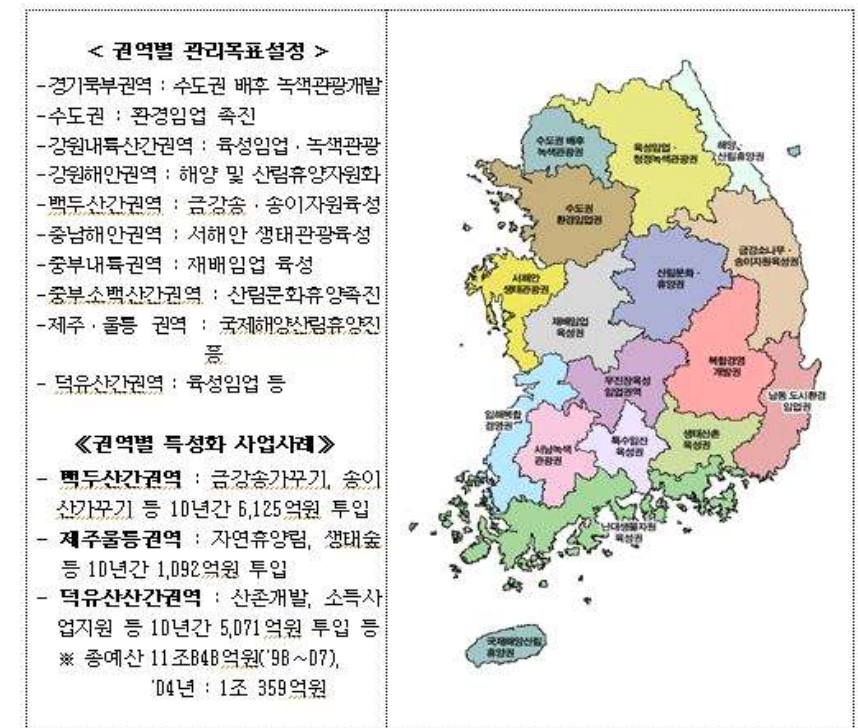 < 권역별 관리목표설정 >
-경기북부권역 : 수도권 배후 녹색관광개발
-수도권 : 환경임업 촉진
-강원내륙산간권역 : 육성임업 · 녹색관광
-강원해안권역 : 해양 및 산림휴양자원화
-백두산간권역 : 금강송 · 송이자원육성
-중남해안권역 : 서해안 생태관광육성
-중부내륙권역 : 재배임업 육성
-중부소백산간권역 : 산림문화휴양촉진
-제주 · 울릉 권역 : 국제해양산림휴양진
흥
- 덕유산간권역 : 육성임업 등
≪권역별 특성화 사업사례≫
- 백두산간권역 : 금강송가꾸기, 송이
산가꾸기 등 10년간 6,125억원 투입
- 제주울릉권역 : 자연휴양림, 생태숲
등 10년간 1,092억원 투입
- 덕유산산간권역 : 산촌개발, 소득사
업지원 등 10년간 5,071억원 투입 등
※ 총예산 11조848억원('98~07),
'04년 : 1조 359억원
수도권 배후
녹색관광권
육성임업 ·
청정녹색관광권
해양,
산림휴양권
수도권
환경임업권
금강소나무 ·
송이자원육성권
서해안
생태관광권
산림문화 ·
휴양권
재배임업
육성권
복합경영
개발권
무진장육성
임업권역
남동 도시환경
임업권
임해복합
경영권
서남녹색
관광권
특수임산
육성권
생태산촌
육성권
난대생물자원
육성권
국제해양산림
휴양권